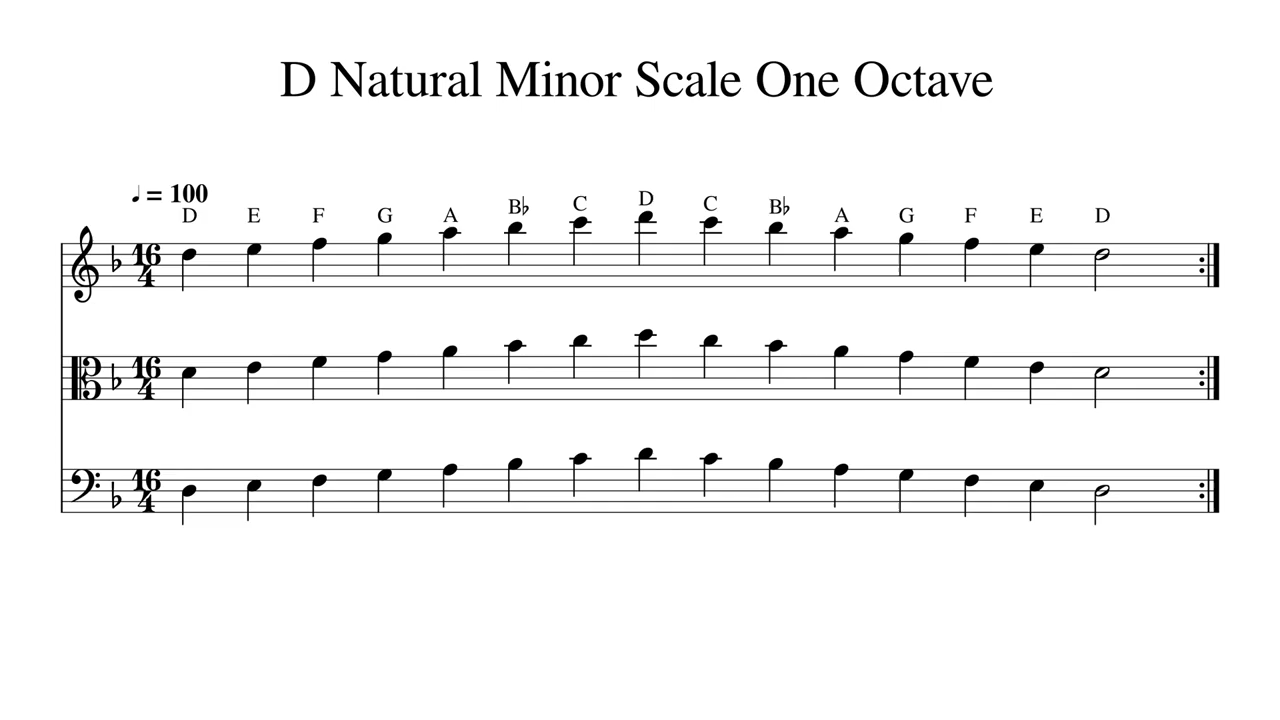 D Natural Minor Scale One Octave
♩ = 100
D E F G A B♭ C D C B♭ A G F E D
16
4
16
4
16
4